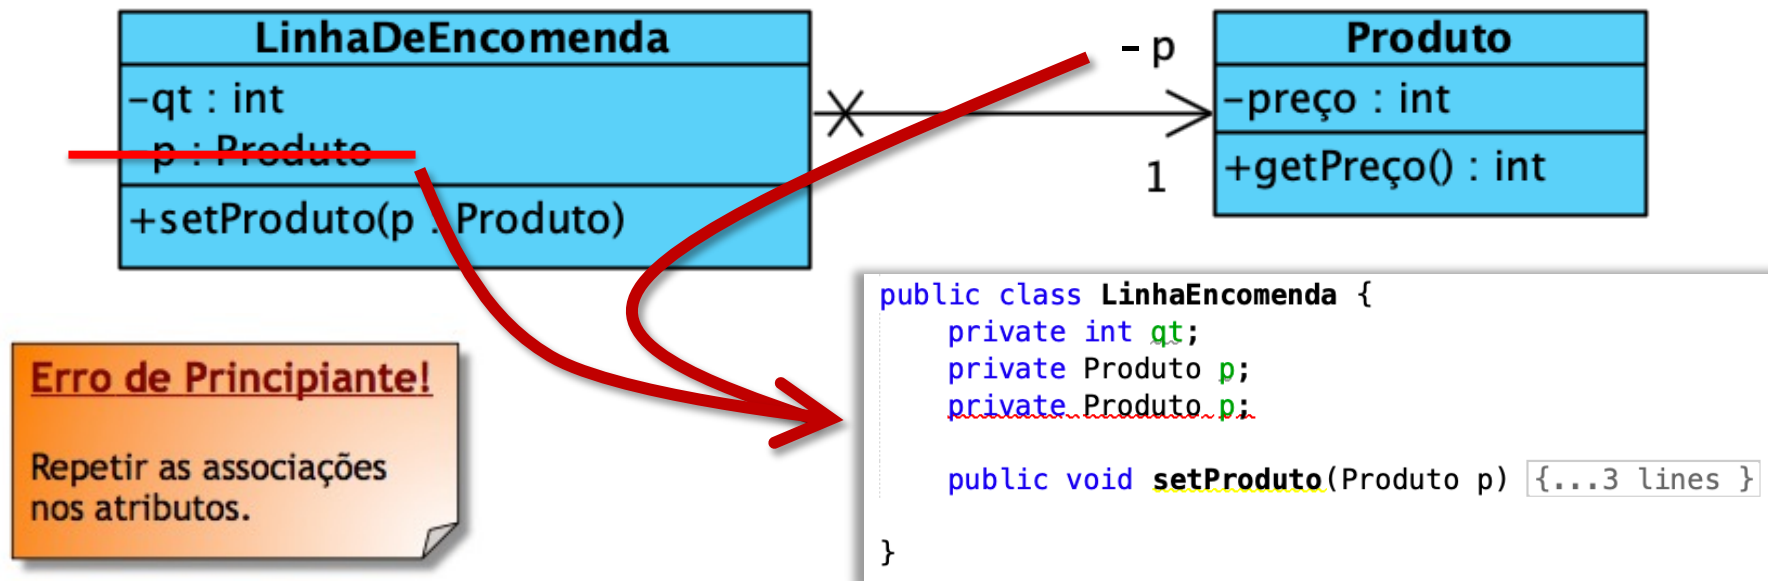 LinhaDeEncomenda
-qt : int
-p : Produto
+setProduto(p : Produto)
-p
1
Produto
-preço : int
+getPreço() : int
Erro de Principiante!
Repetir as associações
nos atributos.
public class LinhaEncomenda {
private int qt;
private Produto p;
private Produto p;
public void setProduto(Produto p) {...3 lines }
}